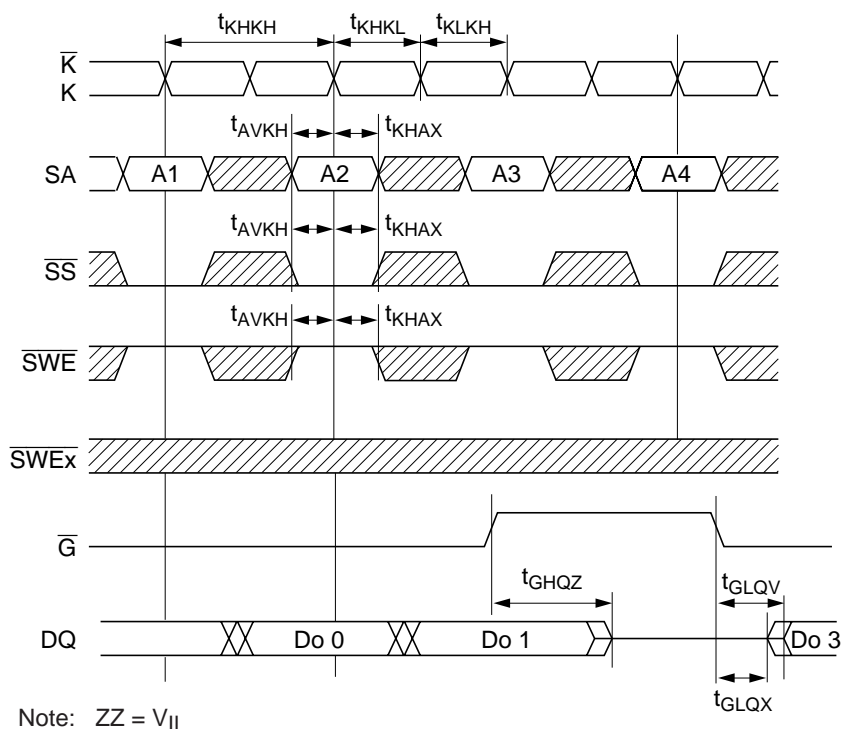 tKHKH tKHKL tKLKH
K
K
tAVKH tKHAX
SA A1 A2 A3 A4
tAVKH tKHAX
SS
tAVKH tKHAX
SWE
SWEx
G
tGHQZ tGLQV
DQ Do 0 Do 1 Do 3
tGLQX
Note: ZZ = VIl